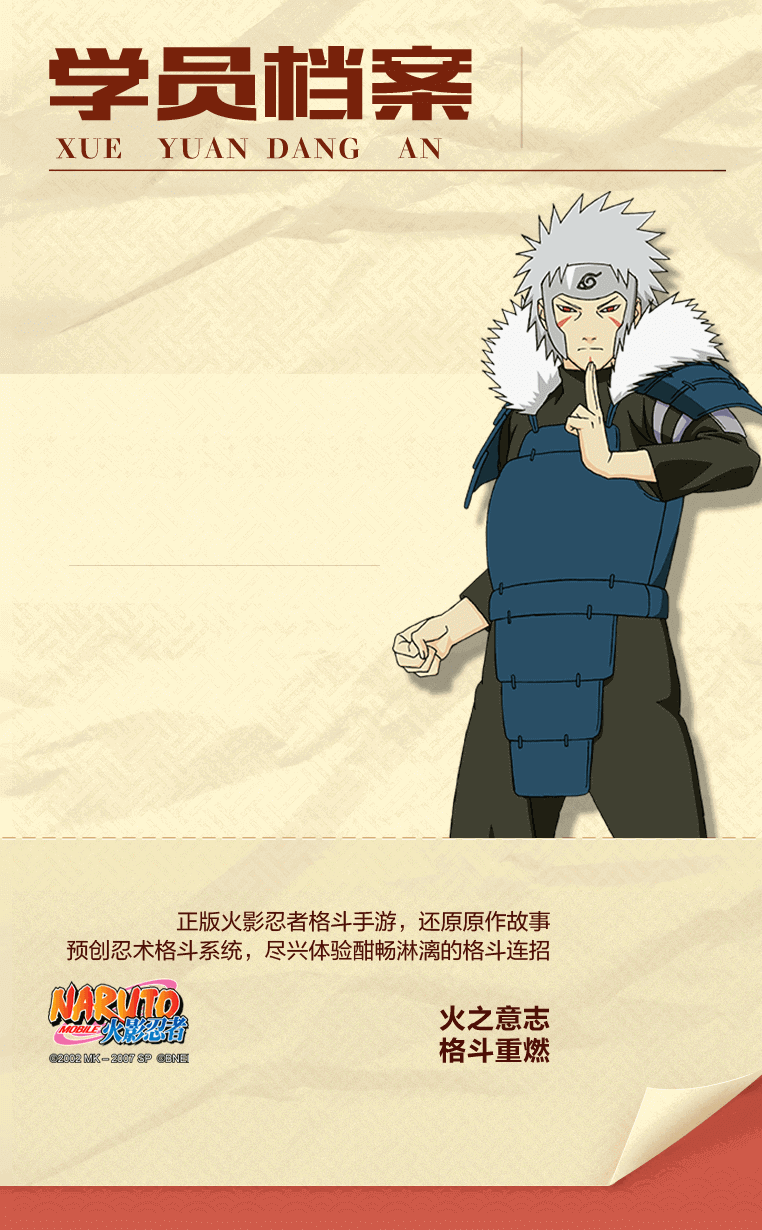 学员档案
XUE YUAN DANG AN
正版火影忍者格斗手游，还原原作故事
预创忍术格斗系统，尽兴体验酣畅淋漓的格斗连招
NARUTO
MOBILE 火影忍者
©2002 MK – 2007 SP ©BNEI
火之意志
格斗重燃